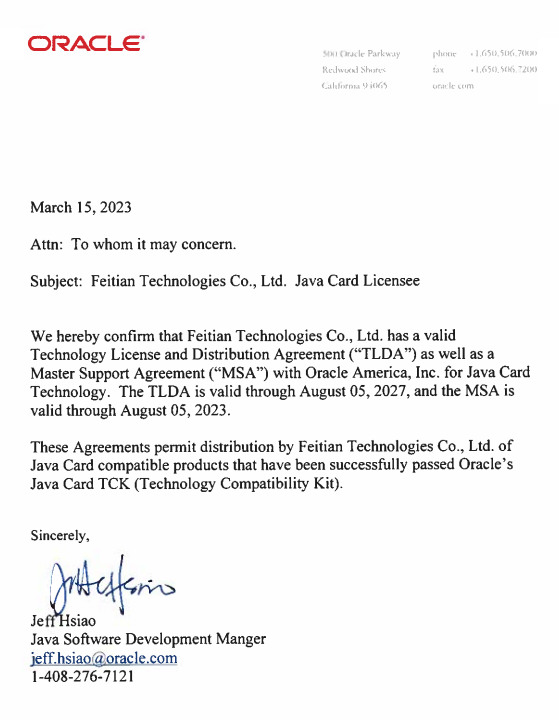 ORACLE
500 Oracle Parkway
Redwood Shores
California 94065
phone +1.650.506.7000
fax +1.650.506.7200
oracle.com
March 15, 2023
Attn: To whom it may concern.
Subject: Feitian Technologies Co., Ltd. Java Card Licensee
We hereby confirm that Feitian Technologies Co., Ltd. has a valid
Technology License and Distribution Agreement (“TLDA”) as well as a
Master Support Agreement (“MSA”) with Oracle America, Inc. for Java Card
Technology. The TLDA is valid through August 05, 2027, and the MSA is
valid through August 05, 2023.
These Agreements permit distribution by Feitian Technologies Co., Ltd. of
Java Card compatible products that have been successfully passed Oracle’s
Java Card TCK (Technology Compatibility Kit).
Sincerely,
Jeff Hsiao
Java Software Development Manger
jeff.hsiao@oracle.com
1-408-276-7121